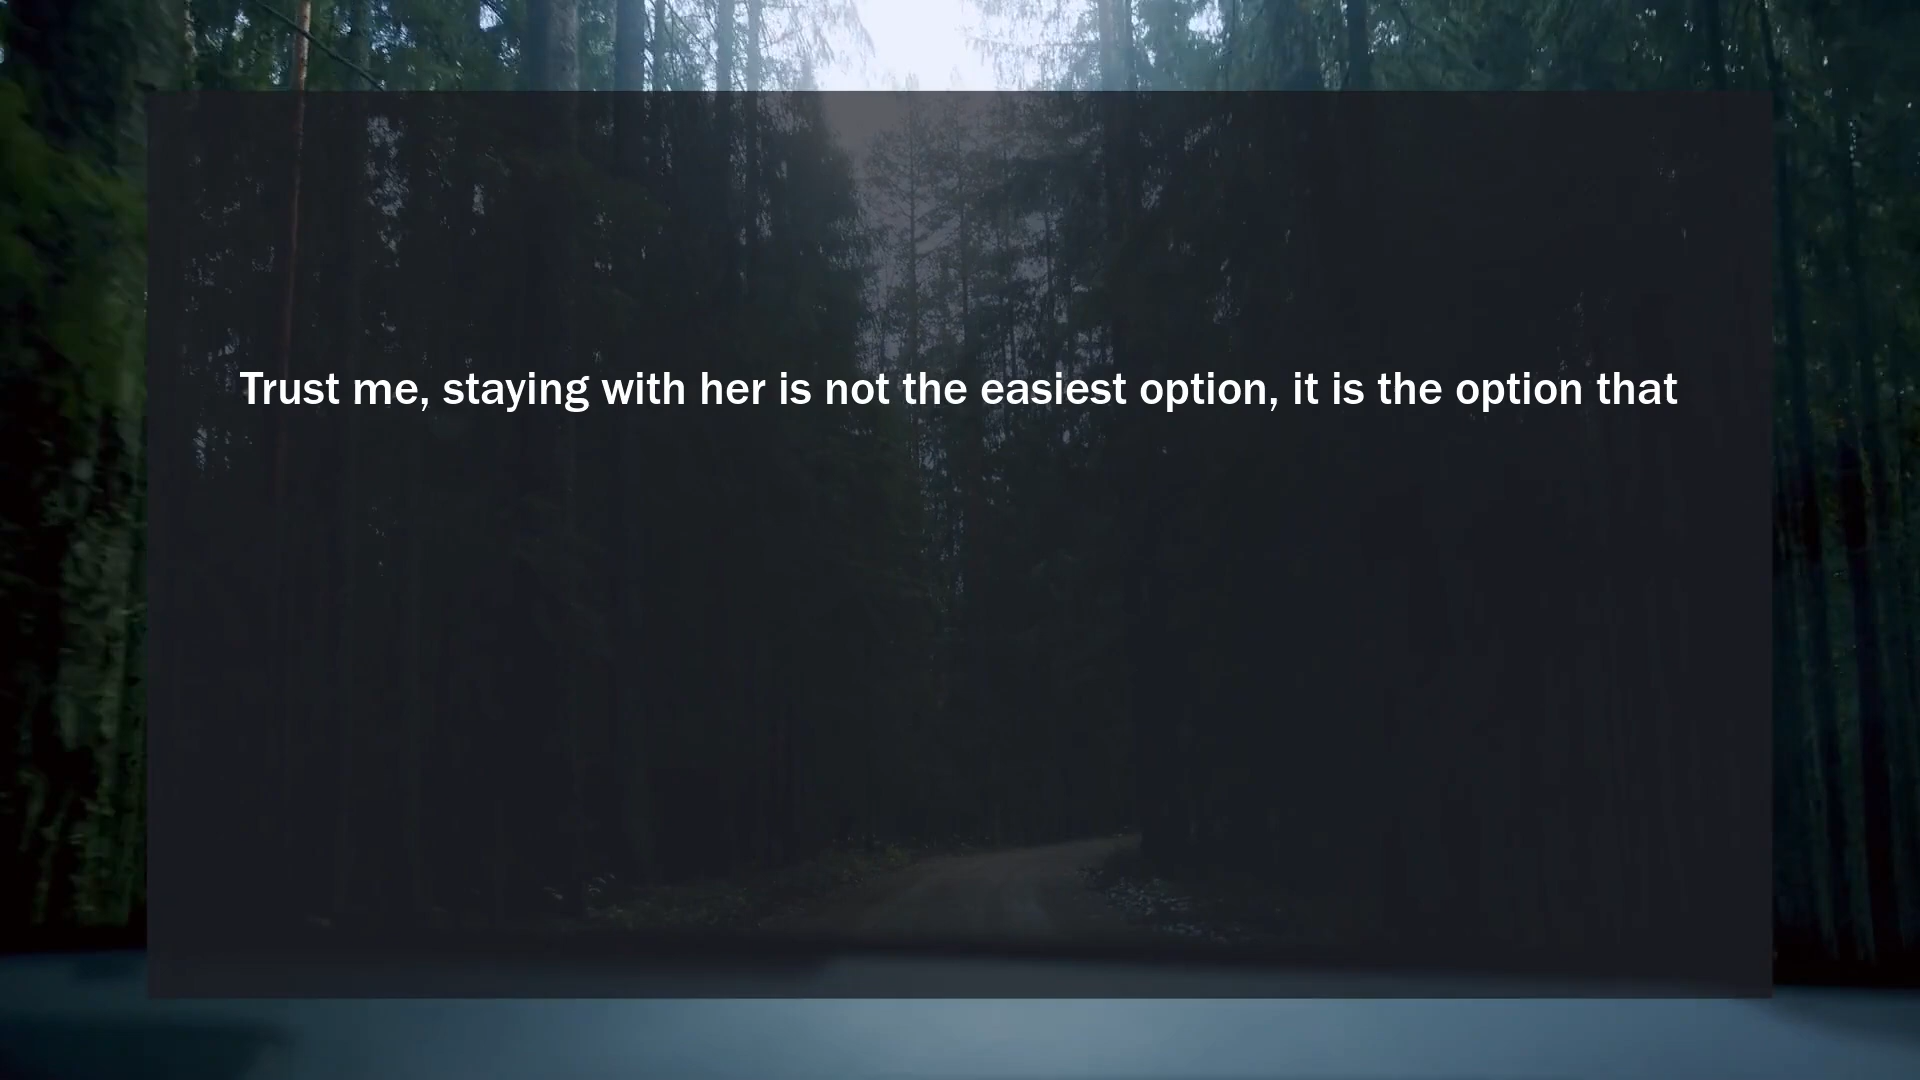 Trust me, staying with her is not the easiest option, it is the option that